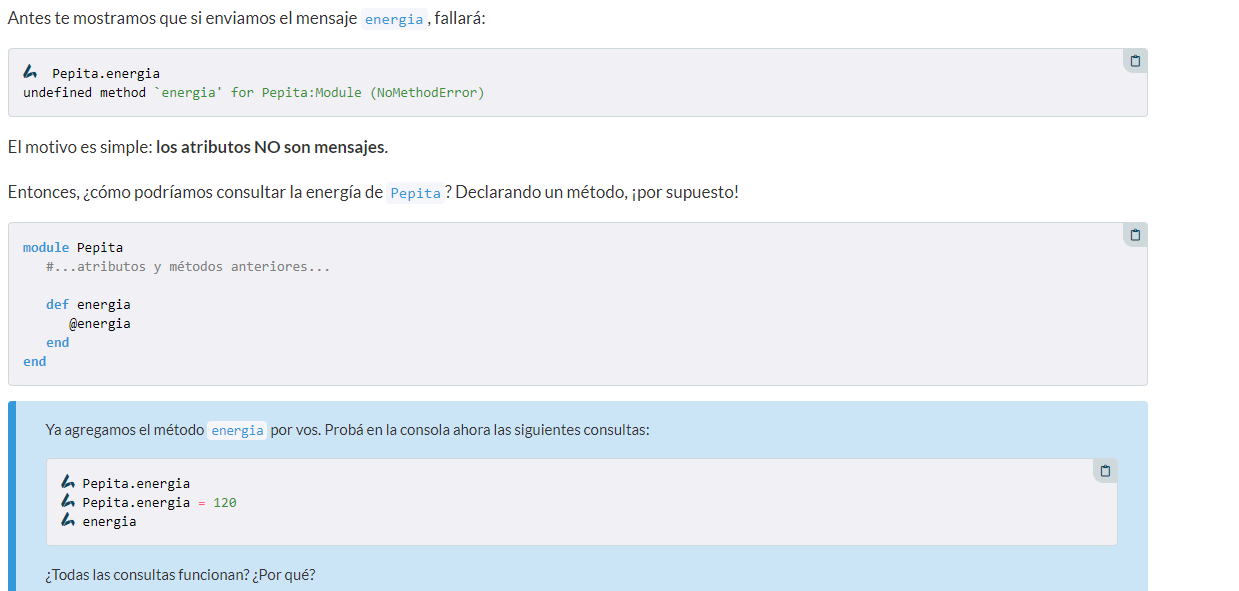 Antes te mostramos que si enviamos el mensaje energia, fallará:
Pepita.energia
undefined method `energia' for Pepita:Module (NoMethodError)
El motivo es simple: los atributos NO son mensajes.
Entonces, ¿cómo podríamos consultar la energía de Pepita? Declarando un método, ¡por supuesto!
module Pepita
#...atributos y métodos anteriores...
def energia
@energia
end
end
Ya agregamos el método energia por vos. Probá en la consola ahora las siguientes consultas:
Pepita.energia
Pepita.energia = 120
energia
¿Todas las consultas funcionan? ¿Por qué?